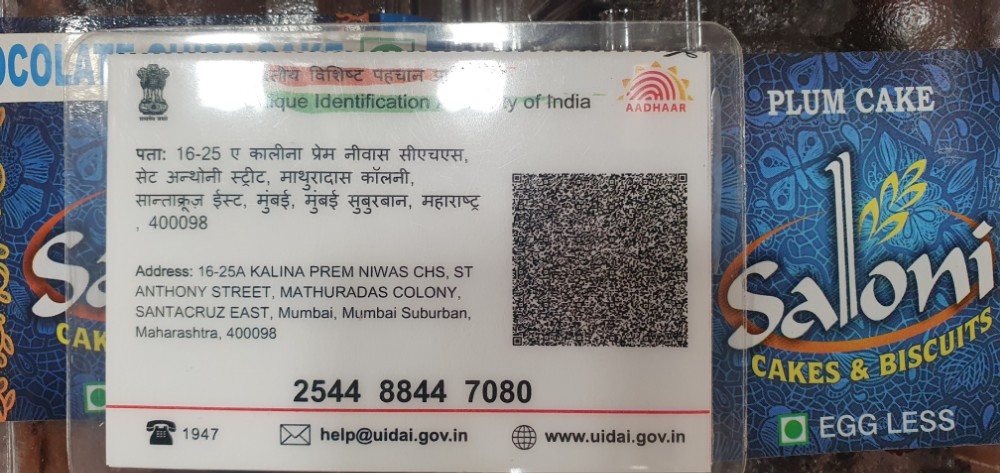 विशिष्ट पहचान
Unique Identification of India
AADHAAR
पता: 16-25 ए कालीना प्रेम नीवास सीएचएस,
सेट अन्थोनी स्ट्रीट, माथुरादास कॉलनी,
सान्ताक्रूज़ ईस्ट, मुंबई, मुंबई सुबुरबान, महाराष्ट्र
, 400098
Address: 16-25A KALINA PREM NIWAS CHS, ST
ANTHONY STREET, MATHURADAS COLONY,
SANTACRUZ EAST, Mumbai, Mumbai Suburban,
Maharashtra, 400098
2544 8844 7080
1947
help@uidai.gov.in
www.uidai.gov.in
PLUM CAKE
Saloni
CAKES & BISCUITS
EGG LESS